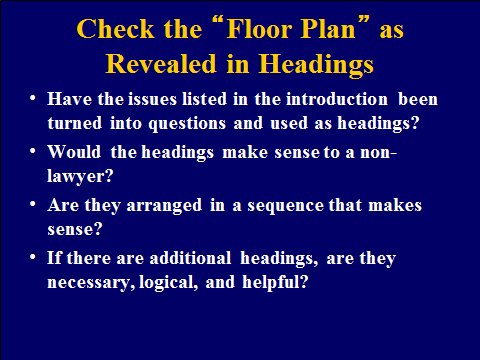 Check the “Floor Plan” as
Revealed in Headings
• Have the issues listed in the introduction been
turned into questions and used as headings?
• Would the headings make sense to a non-
lawyer?
• Are they arranged in a sequence that makes
sense?
• If there are additional headings, are they
necessary, logical, and helpful?